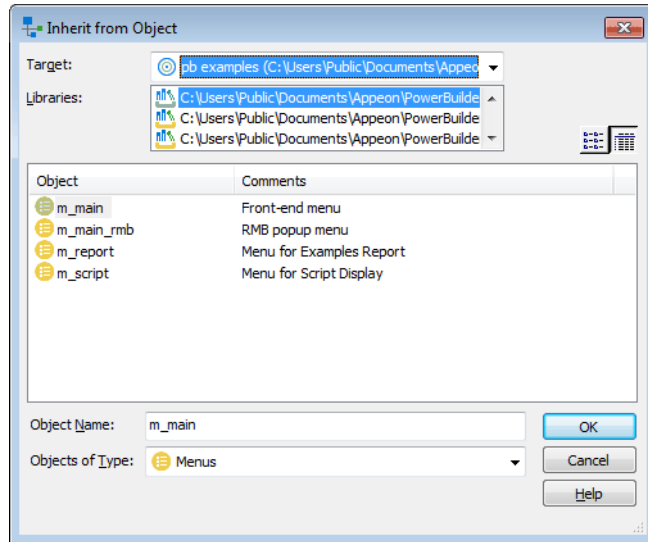 Inherit from Object
Target:
pb examples (C:\Users\Public\Documents\Appeo
Libraries:
C:\Users\Public\Documents\Appeon\PowerBuilde
C:\Users\Public\Documents\Appeon\PowerBuilde
C:\Users\Public\Documents\Appeon\PowerBuilde
Object Comments
m_main Front-end menu
m_main_rmb RMB popup menu
m_report Menu for Examples Report
m_script Menu for Script Display
Object Name: m_main OK
Objects of Type: Menus Cancel
Help